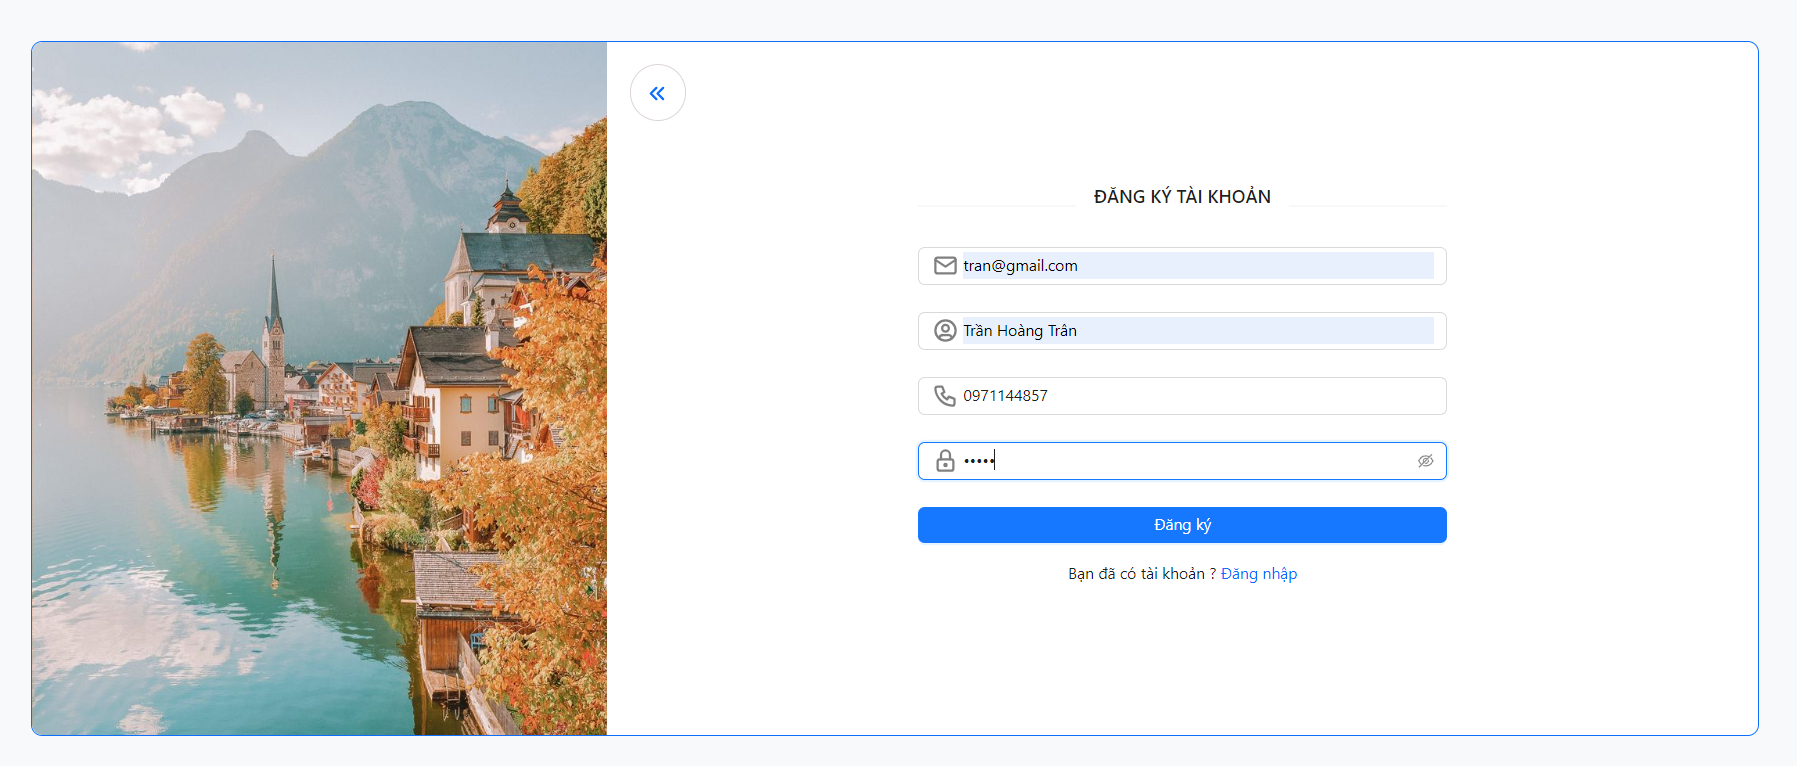 ĐĂNG KÝ TÀI KHOẢN
tran@gmail.com
Trần Hoàng Trân
0971144857
•••••
Đăng ký
Bạn đã có tài khoản ? Đăng nhập